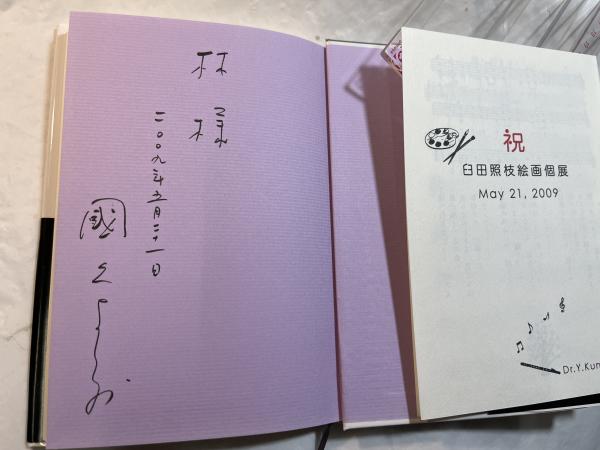 林様
二〇〇九年五月二十一日
國
祝
臼田照枝絵画個展
May 21, 2009
Dr.Y.Kun